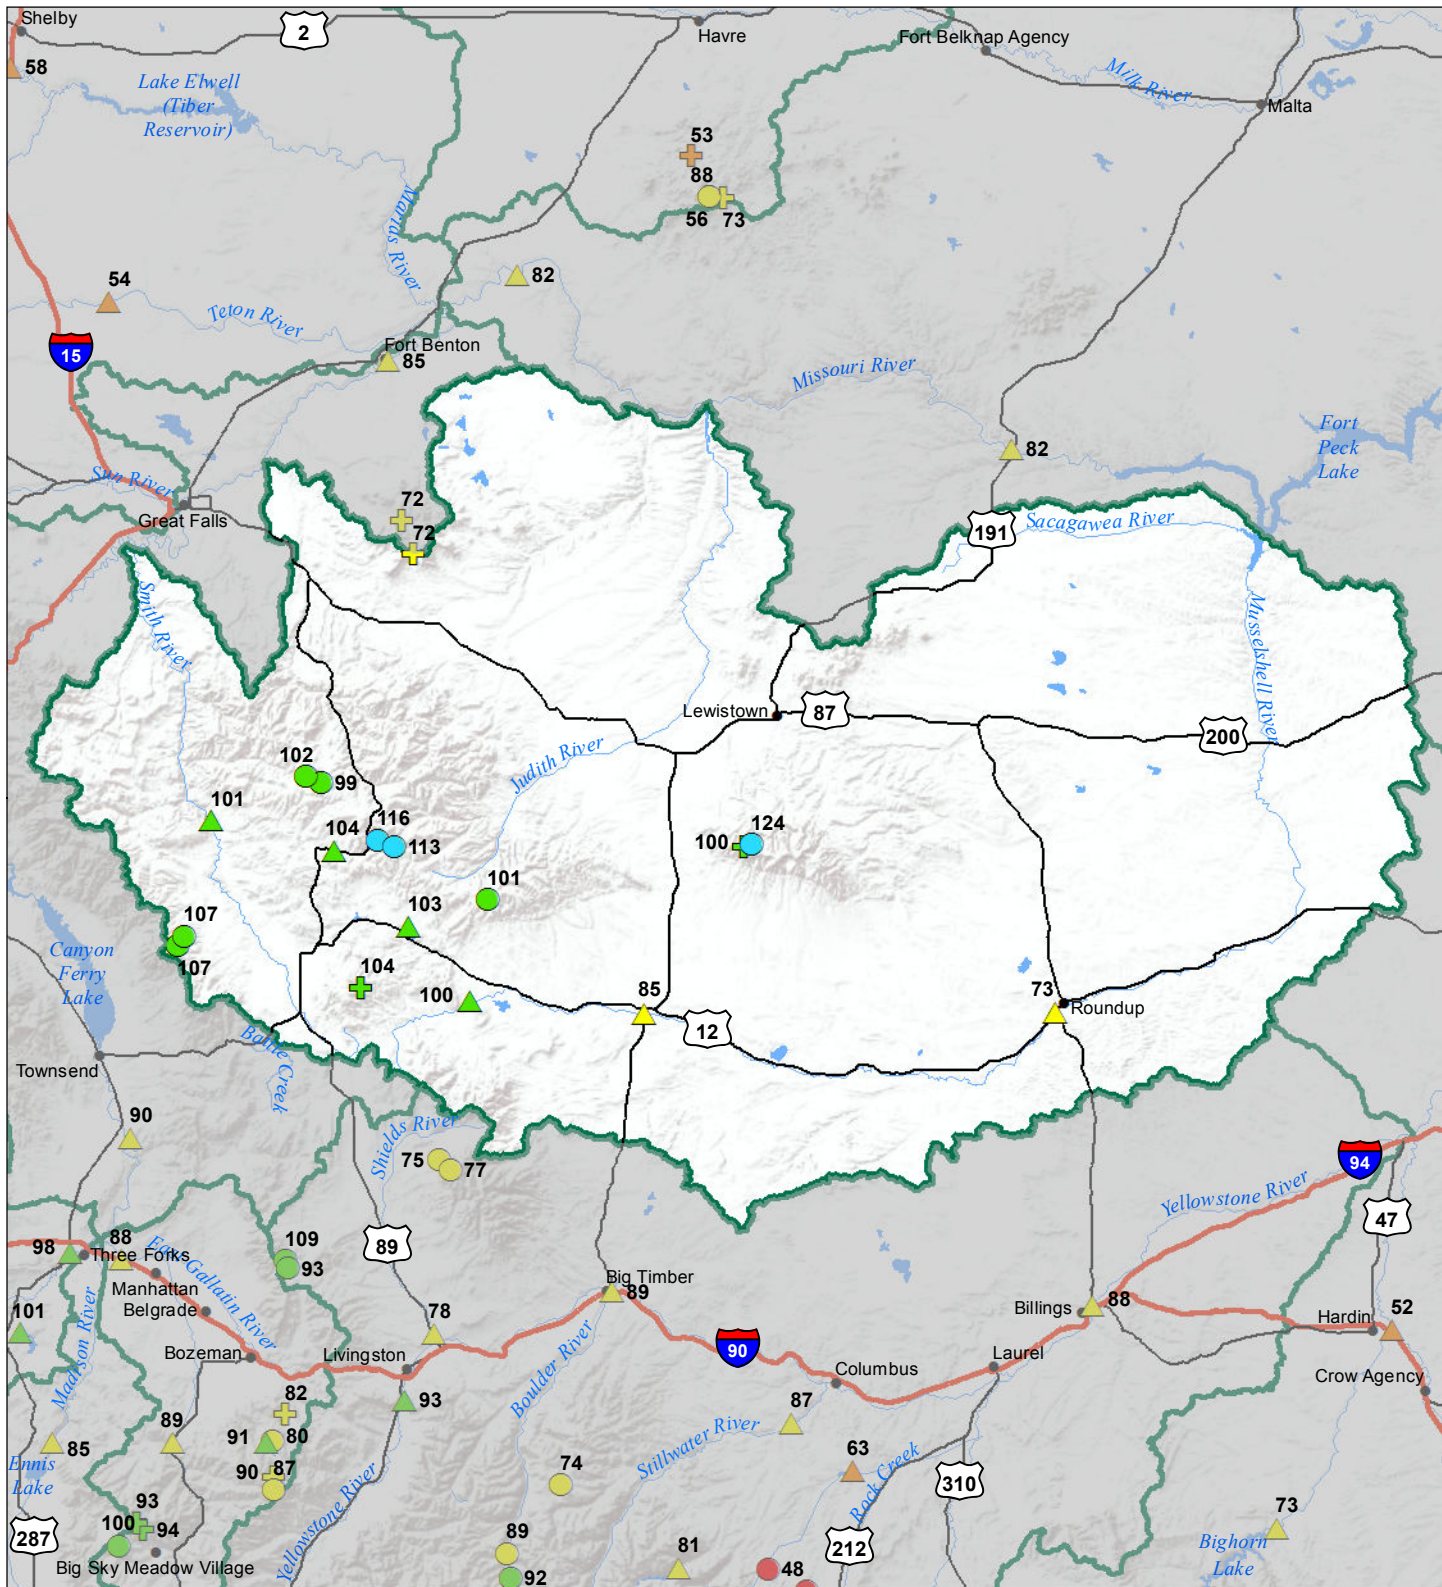 Shelby
2
Havre
Fort Belknap Agency
58
Lake Elwell
(Tiber
Reservoir)
Milk River
Malta
53
88
56
73
Marias River
54
82
Teton River
15
Fort Benton
85
Missouri River
Fort
Peck
Lake
82
Sun River
72
Great Falls
72
191
Sacagawea River
Smith River
Musselshell River
Lewistown
87
200
Judith River
102
99
101
104
116
113
124
100
101
103
107
107
Canyon
Ferry
Lake
104
100
85
73
Roundup
12
Battle Creek
Townsend
90
Shields River
75
77
94
Yellowstone River
47
89
109
93
98
Three Forks
88
East Gallatin River
Manhattan
Belgrade
Big Timber
89
Billings
88
Hardin
52
101
Madison River
78
90
Bozeman
Livingston
Boulder River
Columbus
Laurel
Crow Agency
93
82
80
91
89
85
Ennis
Lake
87
Stillwater River
63
Rock Creek
90
87
74
310
Yellowstone River
93
94
100
287
Big Sky Meadow Village
89
92
81
48
212
73
Bighorn
Lake